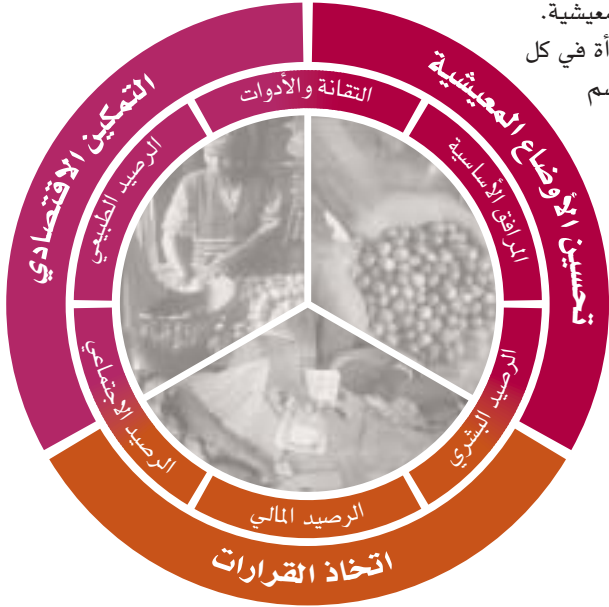 معيشية.
أة في كل
سم
تحسين الأوضاع المعيشية
التمكين الاقتصادي
اتخاذ القرارات
التقانة والأدوات
المرافق الأساسية
الرصيد البشري
الرصيد المالي
الرصيد الاجتماعي
الرصيد الطبيعي